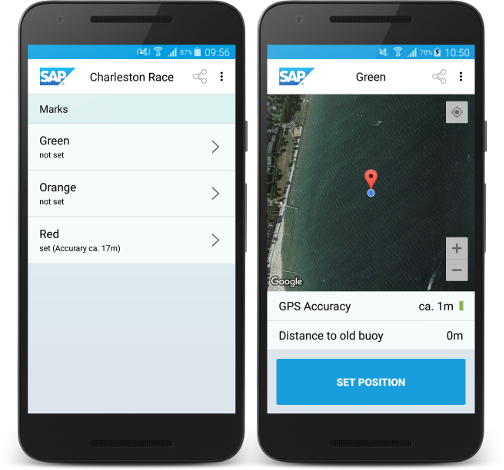 87% 09:56
SAP Charleston Race
Marks
Green
not set
Orange
not set
Red
set (Accurary ca. 17m)
78% 10:50
SAP Green
+
−
Google
GPS Accuracy ca. 1m
Distance to old buoy 0m
SET POSITION